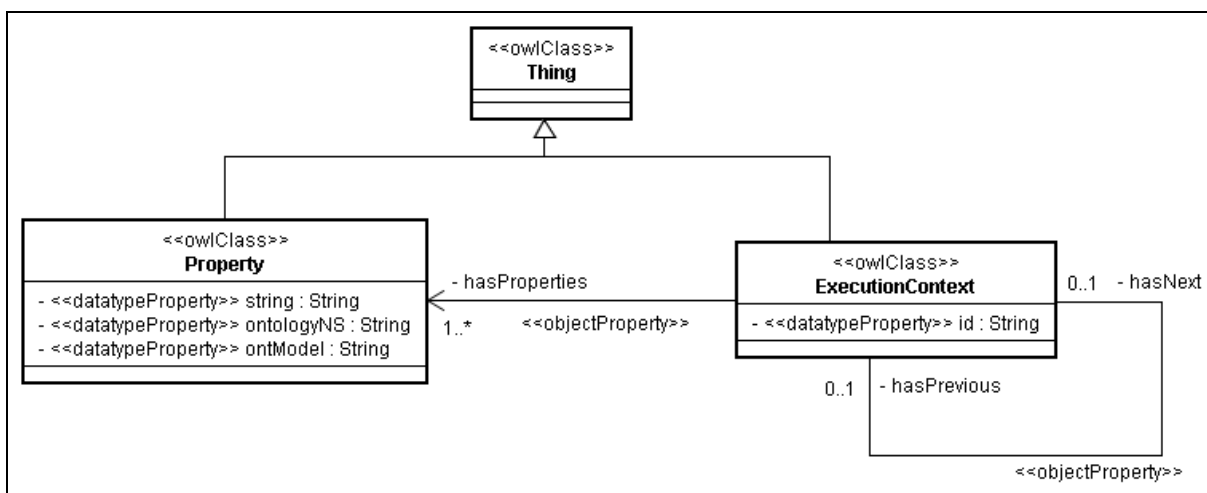 <<owlClass>>
Thing
<<owlClass>>
Property
- <<datatypeProperty>> string : String
- <<datatypeProperty>> ontologyNS : String
- <<datatypeProperty>> ontModel : String
- hasProperties
1..*
<<objectProperty>>
<<owlClass>>
ExecutionContext
- <<datatypeProperty>> id : String
0..1 - hasNext
0..1 - hasPrevious
<<objectProperty>>